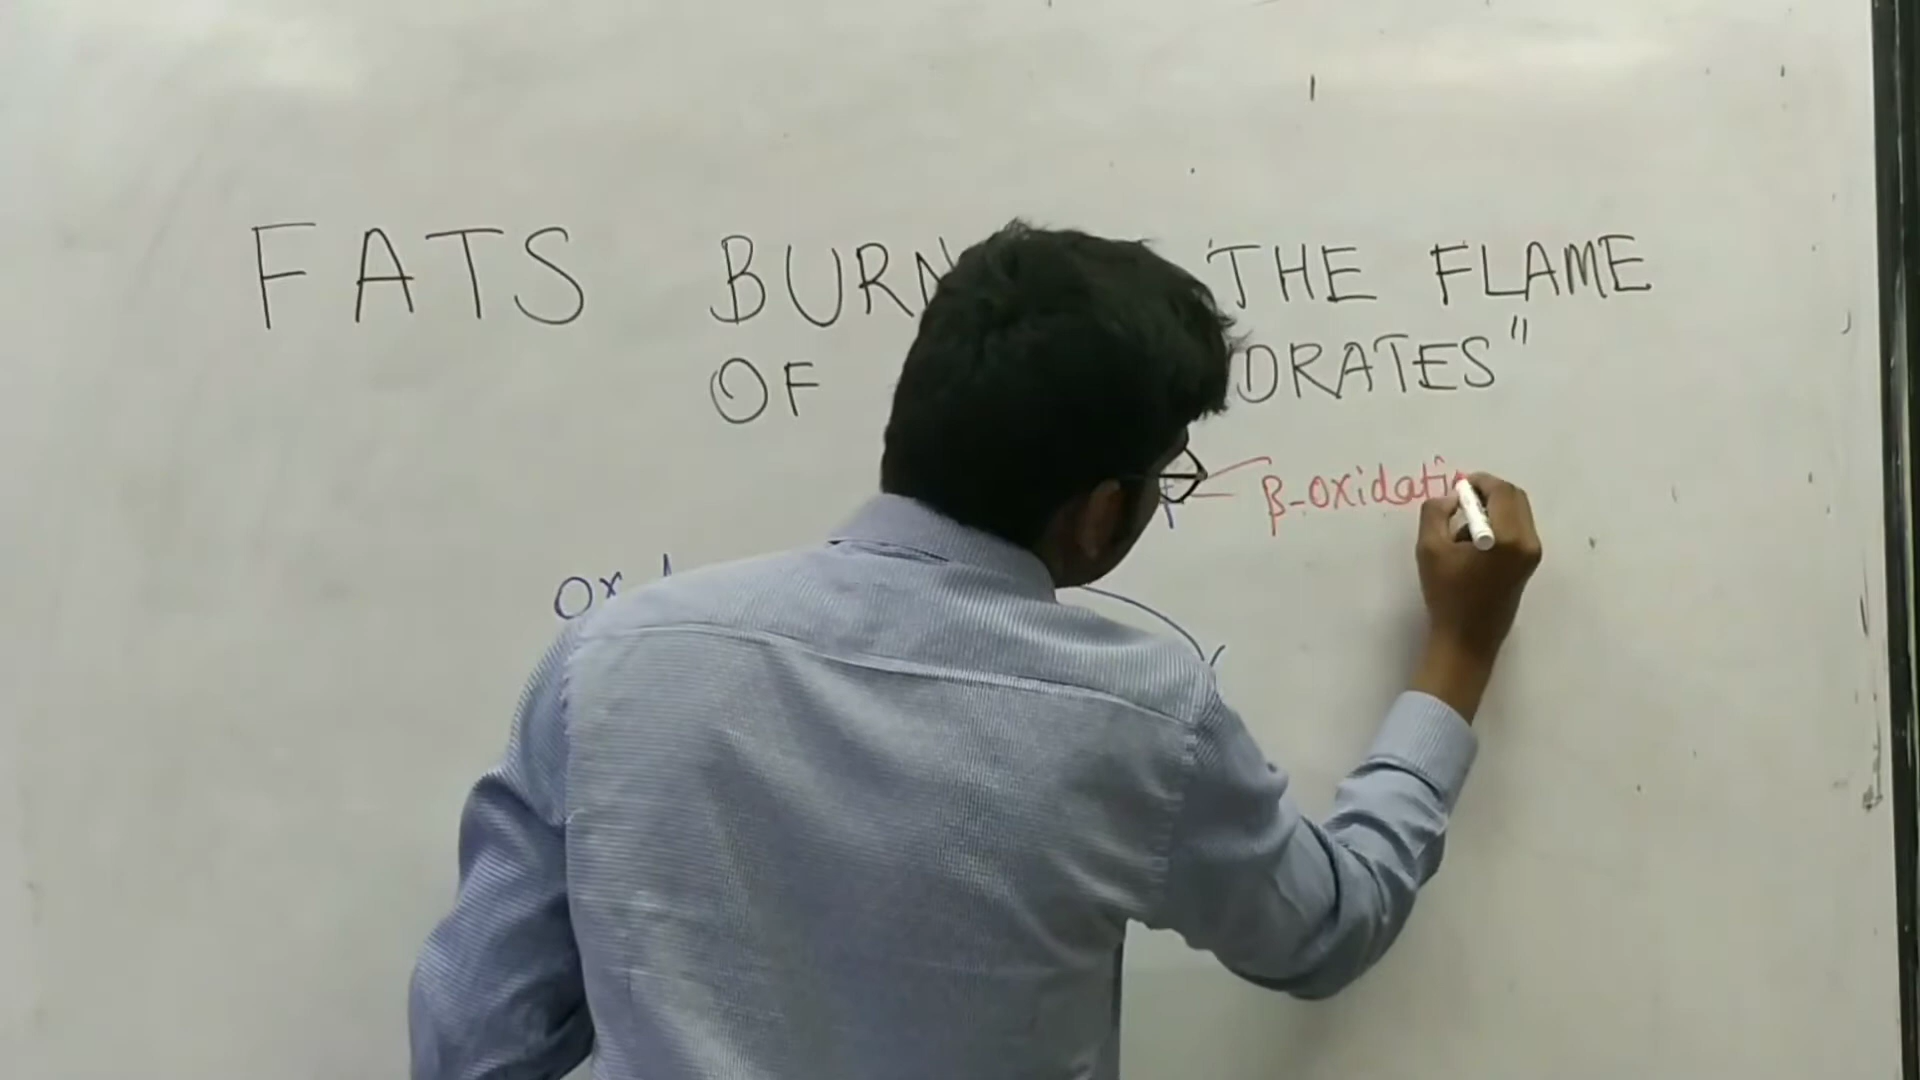 FATS BURN THE FLAME
OF DRATES"
β-oxidati
Ox